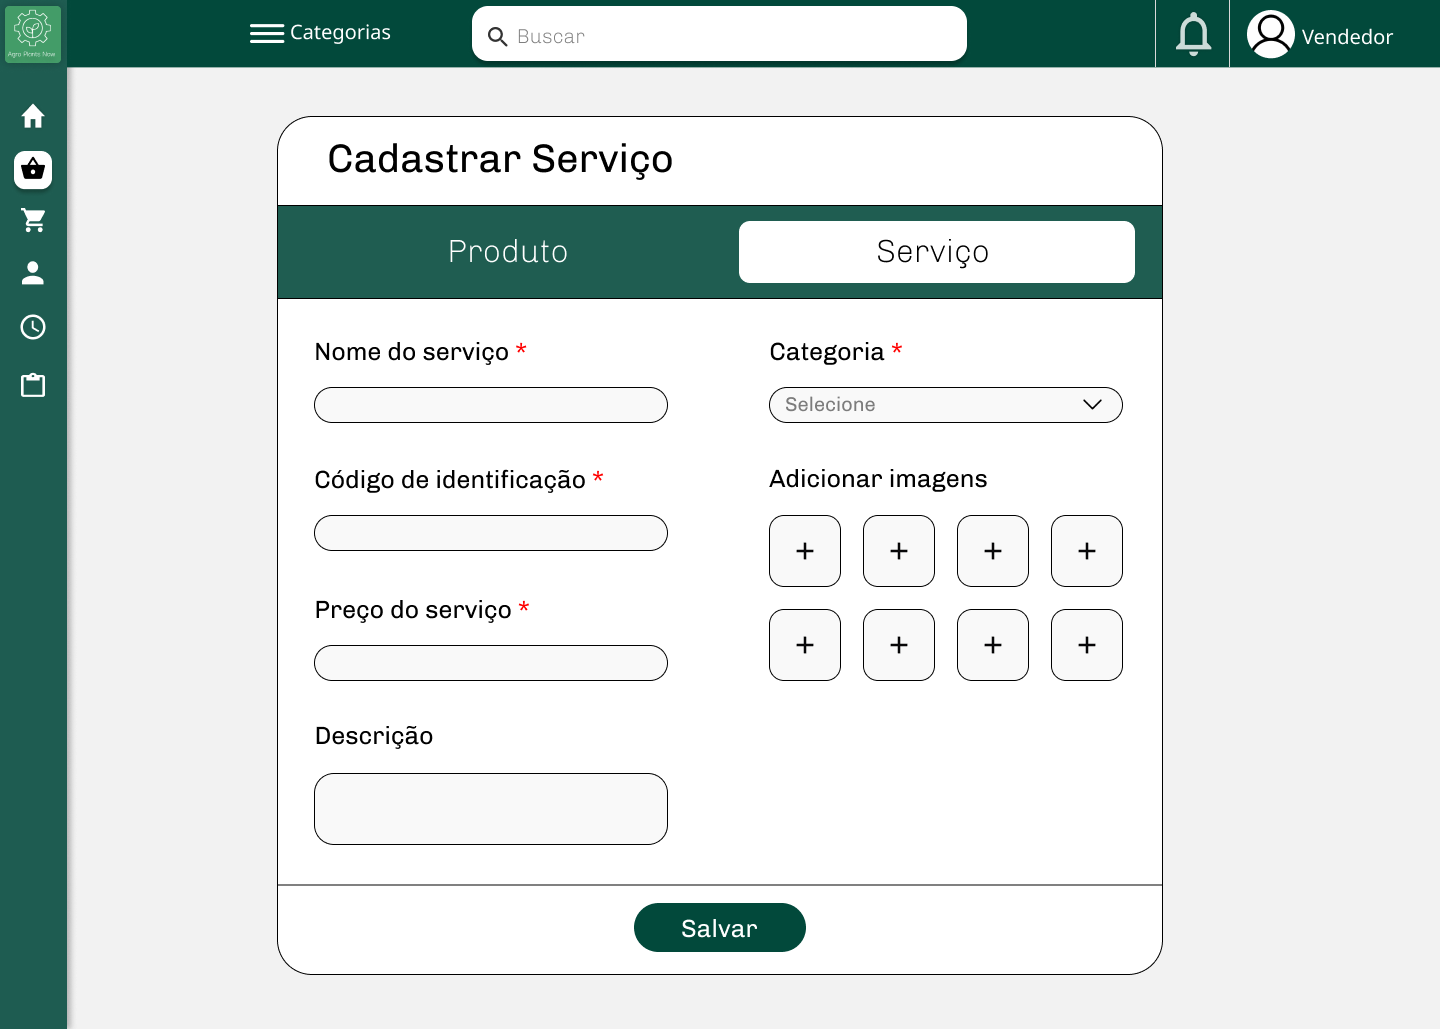 Agro Planta Now
Categorias
Buscar
Vendedor
Cadastrar Serviço
Produto
Serviço
Nome do serviço *
Categoria *
Selecione
Código de identificação *
Adicionar imagens
+ + + +
Preço do serviço *
+ + + +
Descrição
Salvar